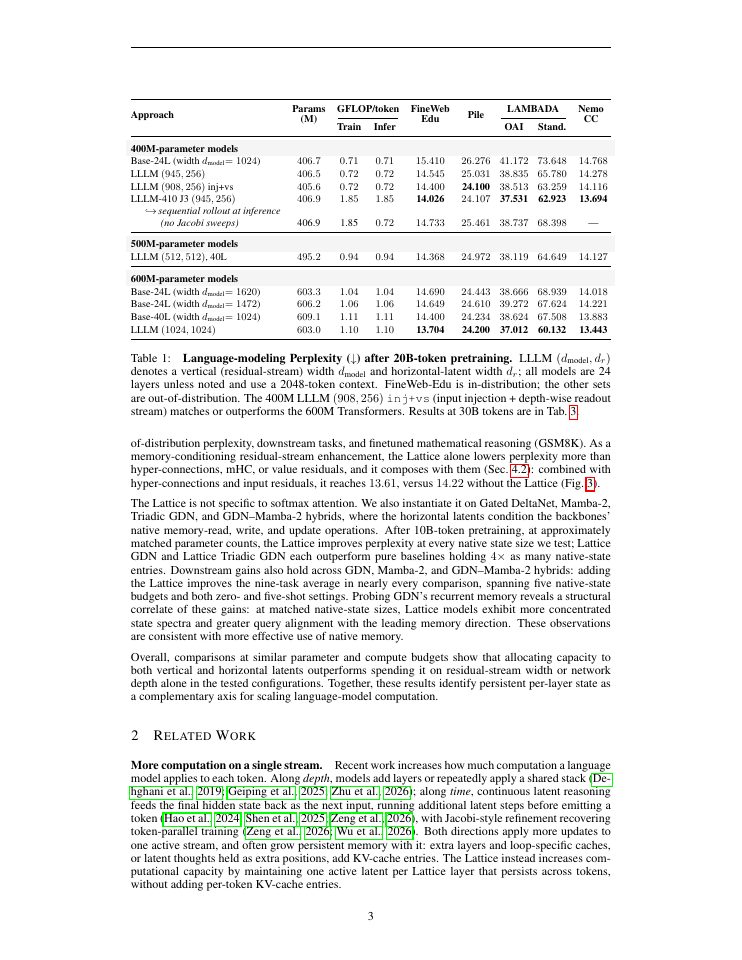 Approach Params (M) GFLOP/token FineWeb Edu Pile LAMBADA Nemo CC
Train Infer OAI Stand.
400M-parameter models
Base-24L (width d_model = 1024) 406.7 0.71 0.71 15.410 26.276 41.172 73.648 14.768
LLLM (945, 256) 406.5 0.72 0.72 14.545 25.031 38.835 65.780 14.278
LLLM (908, 256) inj+vs 405.6 0.72 0.72 14.400 24.100 38.513 63.259 14.116
LLLM-410 J3 (945, 256) 406.9 1.85 1.85 14.026 24.107 37.531 62.923 13.694
↪ sequential rollout at inference
(no Jacobi sweeps) 406.9 1.85 0.72 14.733 25.461 38.737 68.398 —
500M-parameter models
LLLM (512, 512), 40L 495.2 0.94 0.94 14.368 24.972 38.119 64.649 14.127
600M-parameter models
Base-24L (width d_model = 1620) 603.3 1.04 1.04 14.680 24.443 38.666 68.939 14.018
Base-24L (width d_model = 1472) 606.2 1.06 1.06 14.649 24.610 39.272 67.624 14.221
Base-40L (width d_model = 1024) 609.1 1.11 1.11 14.400 24.234 38.624 67.508 13.883
LLLM (1024, 1024) 603.0 1.10 1.10 13.704 24.200 37.012 60.132 13.443
Table 1: Language-modeling Perplexity (↓) after 20B-token pretraining. LLLM (d_model, d_r)
denotes a vertical (residual-stream) width d_model and horizontal-latent width d_r; all models are 24
layers unless noted and use a 2048-token context. FineWeb-Edu is in-distribution; the other sets
are out-of-distribution. The 400M LLLM (908, 256) inj+vs (input injection + depth-wise readout
stream) matches or outperforms the 600M Transformers. Results at 30B tokens are in Tab. 3.
of-distribution perplexity, downstream tasks, and finetuned mathematical reasoning (GSM8K). As a
memory-conditioning residual-stream enhancement, the Lattice alone lowers perplexity more than
hyper-connections, mHC, or value residuals, and it composes with them (Sec. 4.2): combined with
hyper-connections and input residuals, it reaches 13.61, versus 14.22 without the Lattice (Fig. 3).
The Lattice is not specific to softmax attention. We also instantiate it on Gated DeltaNet, Mamba-2,
Triadic GDN, and GDN–Mamba-2 hybrids, where the horizontal latents condition the backbones'
native memory-read, write, and update operations. After 10B-token pretraining, at approximately
matched parameter counts, the Lattice improves perplexity at every native state size we test; Lattice
GDN and Lattice Triadic GDN each outperform pure baselines holding 4× as many native-state
entries. Downstream gains also hold across GDN, Mamba-2, and GDN–Mamba-2 hybrids: adding
the Lattice improves the nine-task average in nearly every comparison, spanning five native-state
budgets and both zero- and five-shot settings. Probing GDN's recurrent memory reveals a structural
correlate of these gains: at matched native-state sizes, Lattice models exhibit more concentrated
state spectra and greater query alignment with the leading memory direction. These observations
are consistent with more effective use of native memory.
Overall, comparisons at similar parameter and compute budgets show that allocating capacity to
both vertical and horizontal latents outperforms spending it on residual-stream width or network
depth alone in the tested configurations. Together, these results identify persistent per-layer state as
a complementary axis for scaling language-model computation.
2 RELATED WORK
More computation on a single stream. Recent work increases how much computation a language
model applies to each token. Along depth, models add layers or repeatedly apply a shared stack (De-
hghani et al., 2019; Geiping et al., 2025; Zhu et al., 2026); along time, continuous latent reasoning
feeds the final hidden state back as the next input, running additional latent steps before emitting a
token (Hao et al., 2024; Shen et al., 2025; Zeng et al., 2026), with Jacobi-style refinement recovering
token-parallel training (Zeng et al., 2026; Wu et al., 2026). Both directions apply more updates to
one active stream, and often grow persistent memory with it: extra layers and loop-specific caches,
or latent thoughts held as extra positions, add KV-cache entries. The Lattice instead increases com-
putational capacity by maintaining one active latent per Lattice layer that persists across tokens,
without adding per-token KV-cache entries.
3